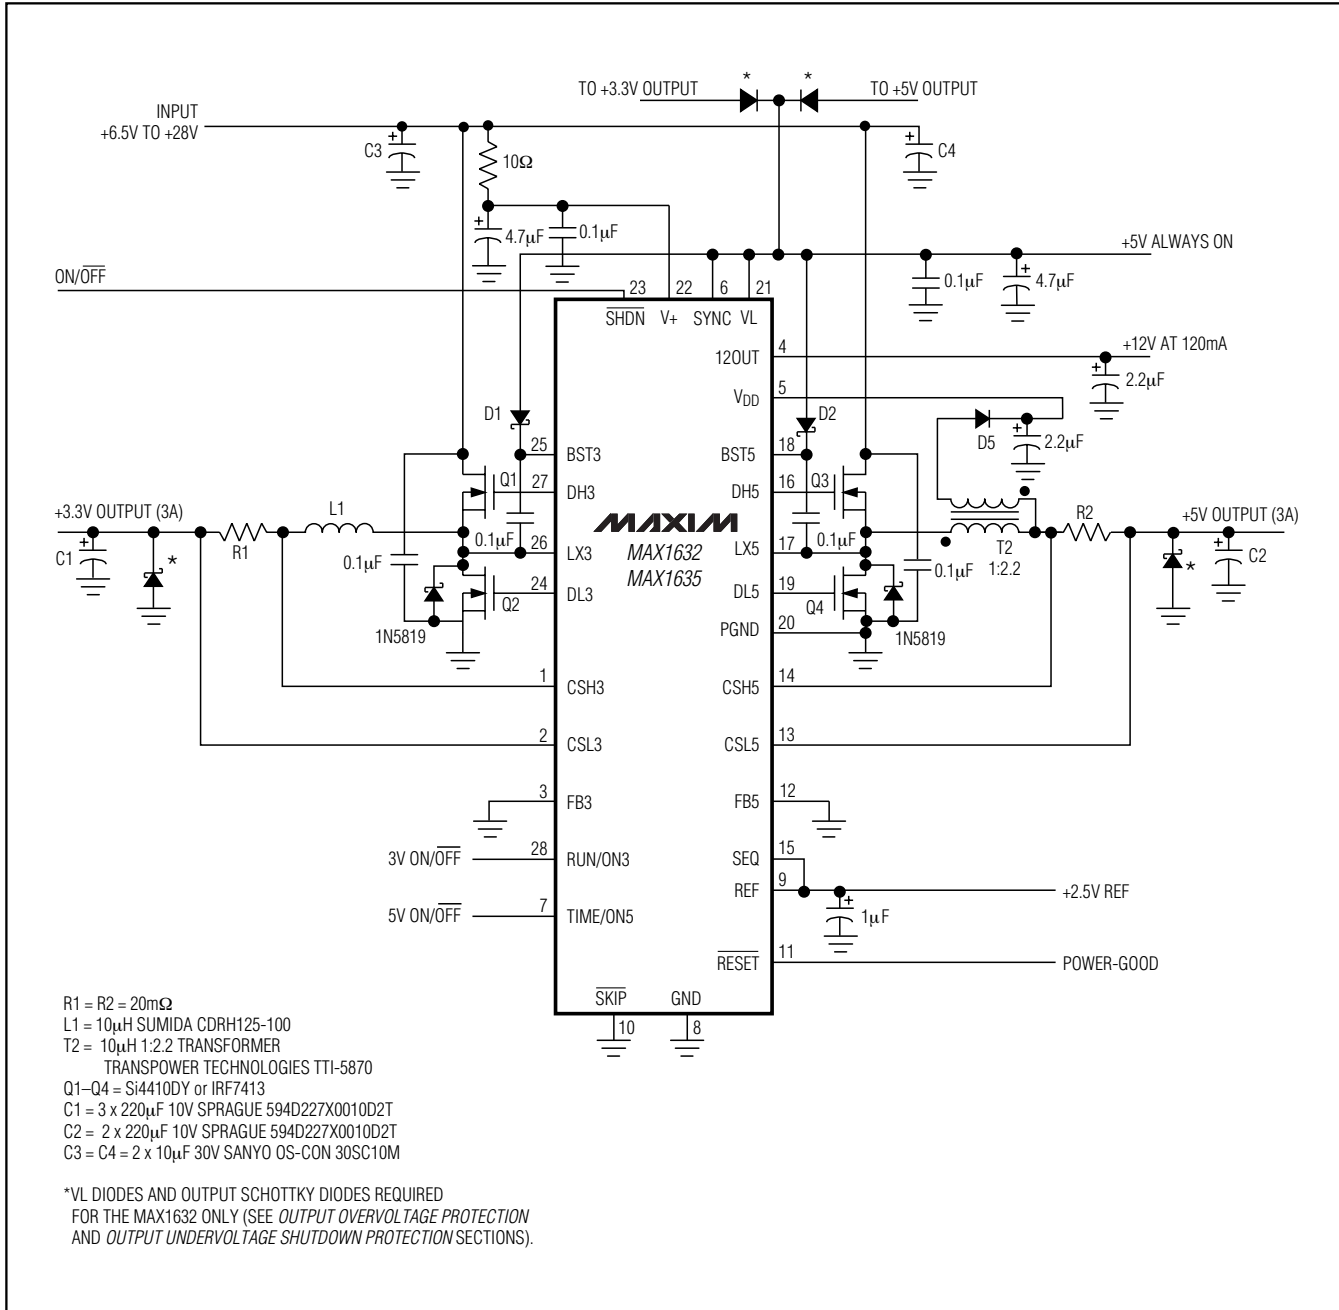 TO +3.3V OUTPUT
*
*
TO +5V OUTPUT
INPUT
+6.5V TO +28V
C3
+
10Ω
+
C4
+
4.7µF
0.1µF
+5V ALWAYS ON
ON/OFF
0.1µF
+
4.7µF
23
22
6
21
SHDN
V+
SYNC
VL
12OUT
4
+12V AT 120mA
+
2.2µF
VDD
5
D1
D2
D5
+
2.2µF
25
BST3
BST5
18
Q1
27
DH3
DH5
16
Q3
+3.3V OUTPUT (3A)
L1
R1
+
C1
*
0.1µF
0.1µF
26
LX3
MAXIM
MAX1632
MAX1635
LX5
17
0.1µF
0.1µF
T2
1:2.2
R2
+5V OUTPUT (3A)
*
+
C2
Q2
24
DL3
DL5
19
Q4
1N5819
PGND
20
1N5819
1
CSH3
CSH5
14
2
CSL3
CSL5
13
3
FB3
FB5
12
3V ON/OFF
28
RUN/ON3
SEQ
15
REF
9
+2.5V REF
5V ON/OFF
7
TIME/ON5
+
1µF
RESET
11
POWER-GOOD
SKIP
GND
10
8
R1 = R2 = 20mΩ
L1 = 10µH SUMIDA CDRH125-100
T2 = 10µH 1:2.2 TRANSFORMER
TRANSPOWER TECHNOLOGIES TTI-5870
Q1–Q4 = Si4410DY or IRF7413
C1 = 3 x 220µF 10V SPRAGUE 594D227X0010D2T
C2 = 2 x 220µF 10V SPRAGUE 594D227X0010D2T
C3 = C4 = 2 x 10µF 30V SANYO OS-CON 30SC10M
*VL DIODES AND OUTPUT SCHOTTKY DIODES REQUIRED
FOR THE MAX1632 ONLY (SEE OUTPUT OVERVOLTAGE PROTECTION
AND OUTPUT UNDERVOLTAGE SHUTDOWN PROTECTION SECTIONS).